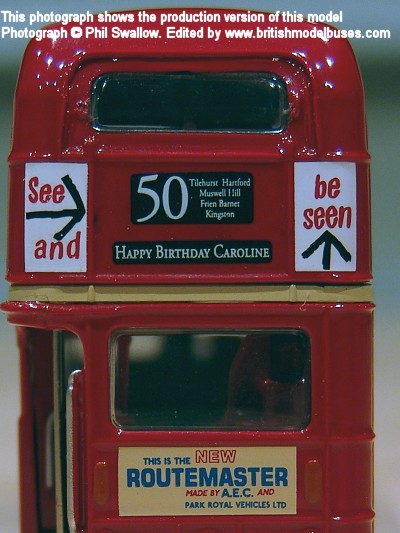 This photograph shows the production version of this model
Photograph © Phil Swallow. Edited by www.britishmodelbuses.com
See
and
50
Tilehurst Hartford
Muswell Hill
Frien Barnet
Kingston
be
seen
HAPPY BIRTHDAY CAROLINE
THIS IS THE NEW
ROUTEMASTER
MADE BY A.E.C. AND
PARK ROYAL VEHICLES LTD